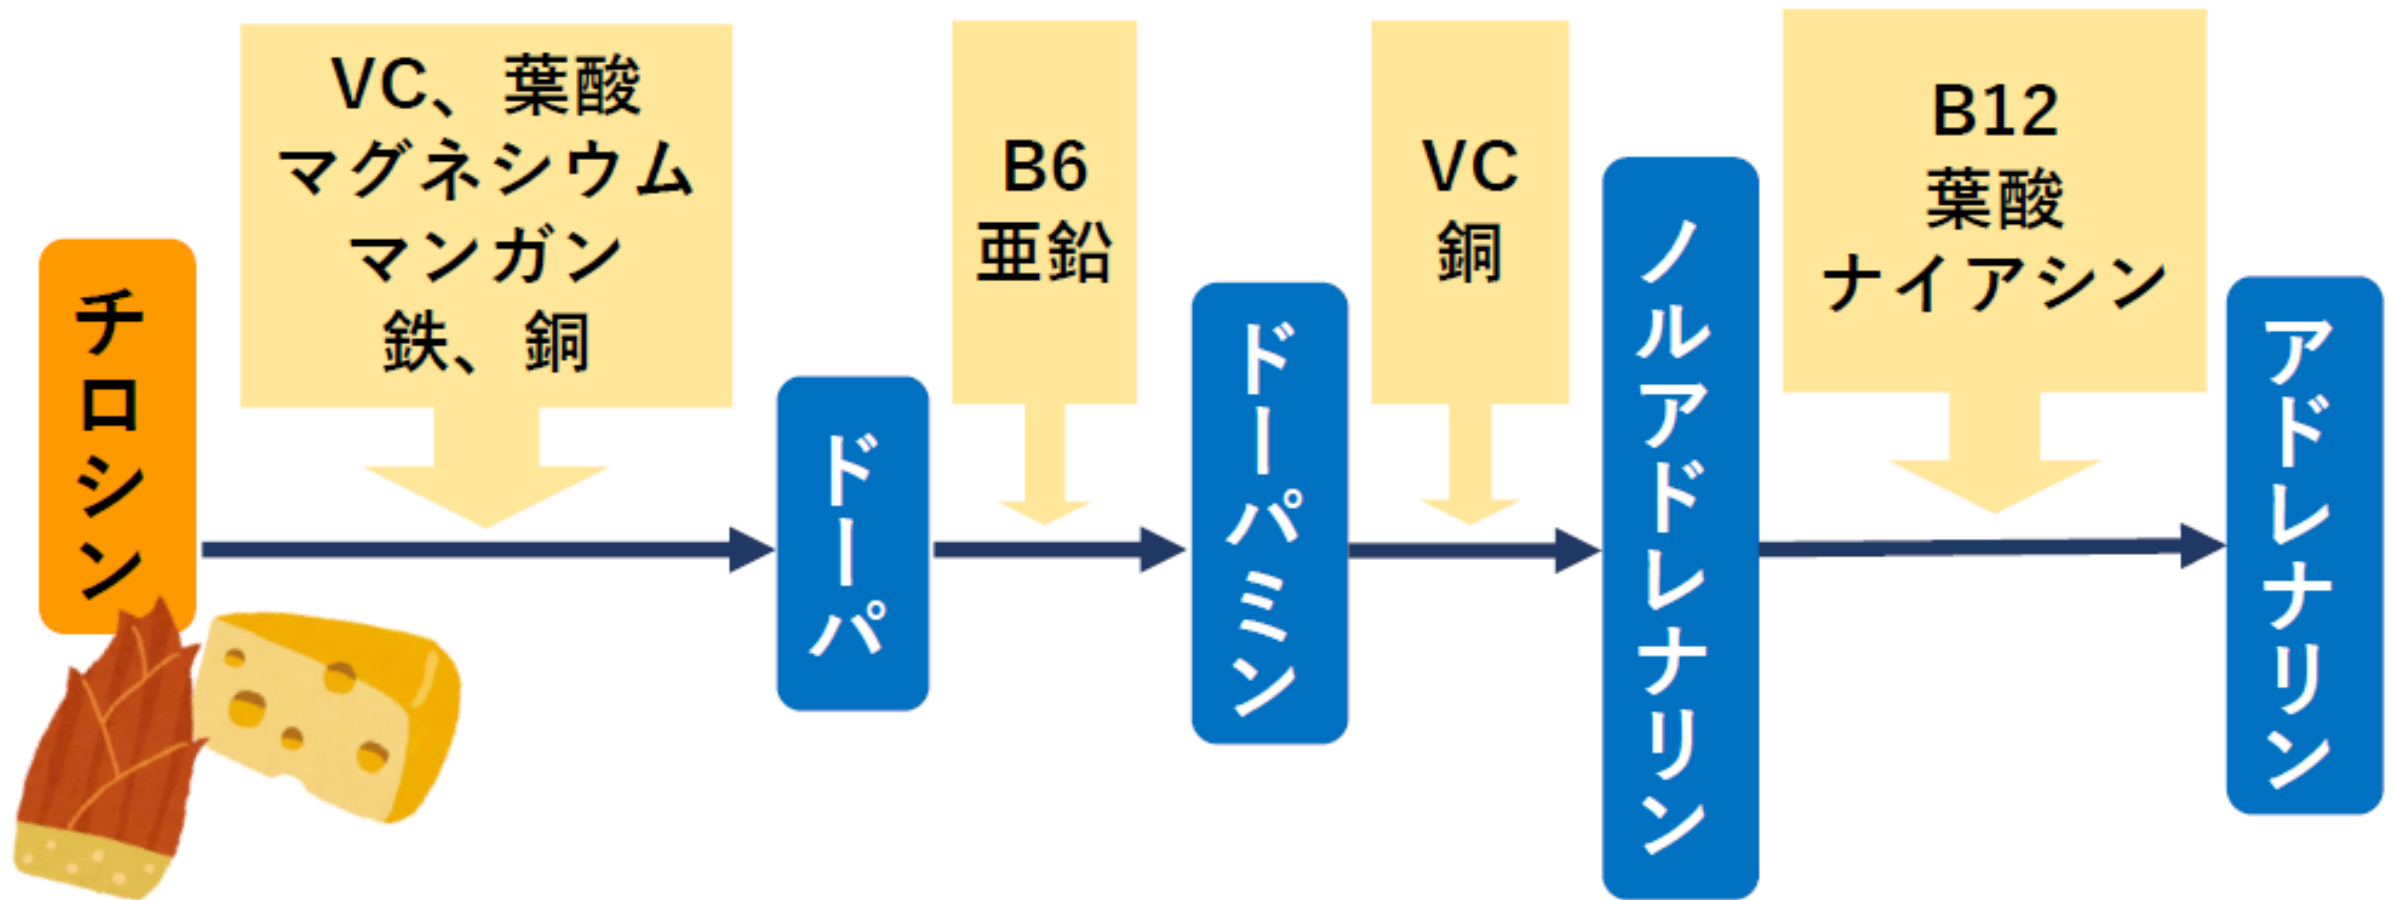 チロシン
VC、葉酸
マグネシウム
マンガン
鉄、銅
ドーパ
B6
亜鉛
ドーパミン
VC
銅
ノルアドレナリン
B12
葉酸
ナイアシン
アドレナリン